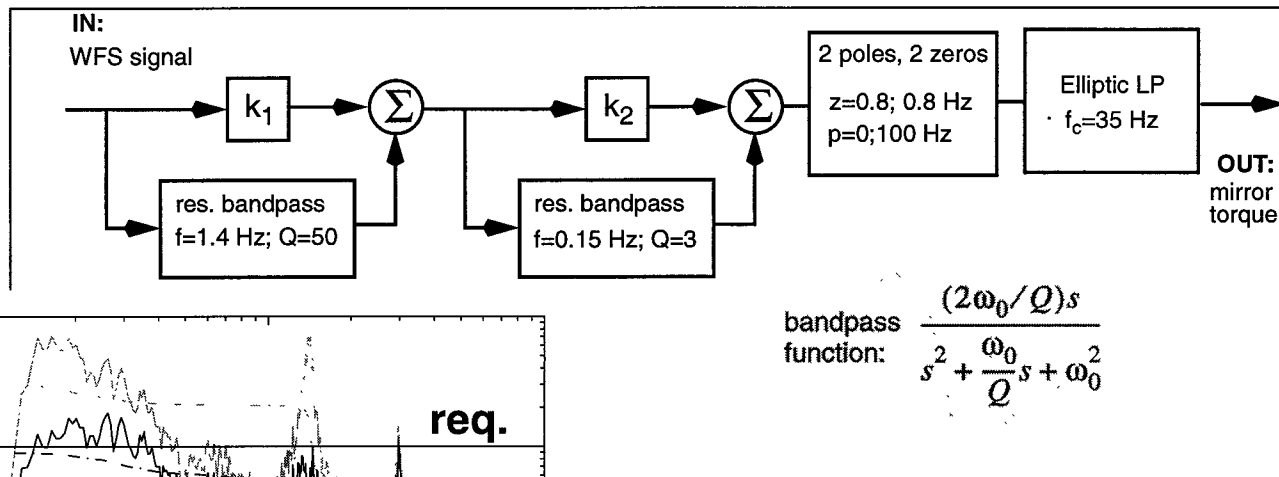 IN:
WFS signal
k1
Σ
k2
Σ
2 poles, 2 zeros
z=0.8; 0.8 Hz
p=0;100 Hz
Elliptic LP
fc=35 Hz
res. bandpass
f=1.4 Hz; Q=50
res. bandpass
f=0.15 Hz; Q=3
OUT:
mirror
torque
bandpass
function:
(2ω0/Q)s
s² + ω0/Q s + ω0²
req.